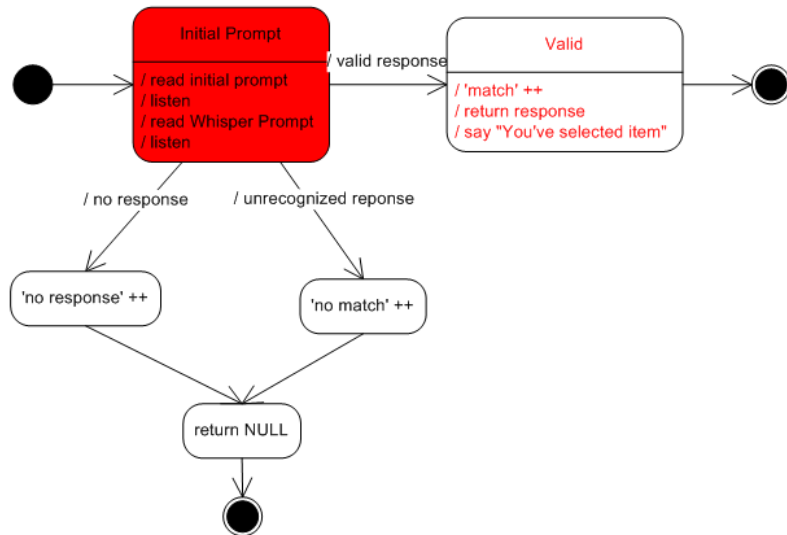 Initial Prompt
/ read initial prompt
/ listen
/ read Whisper Prompt
/ listen
/ valid response
Valid
/ 'match' ++
/ return response
/ say "You've selected item"
/ no response
/ unrecognized reponse
'no response' ++
'no match' ++
return NULL